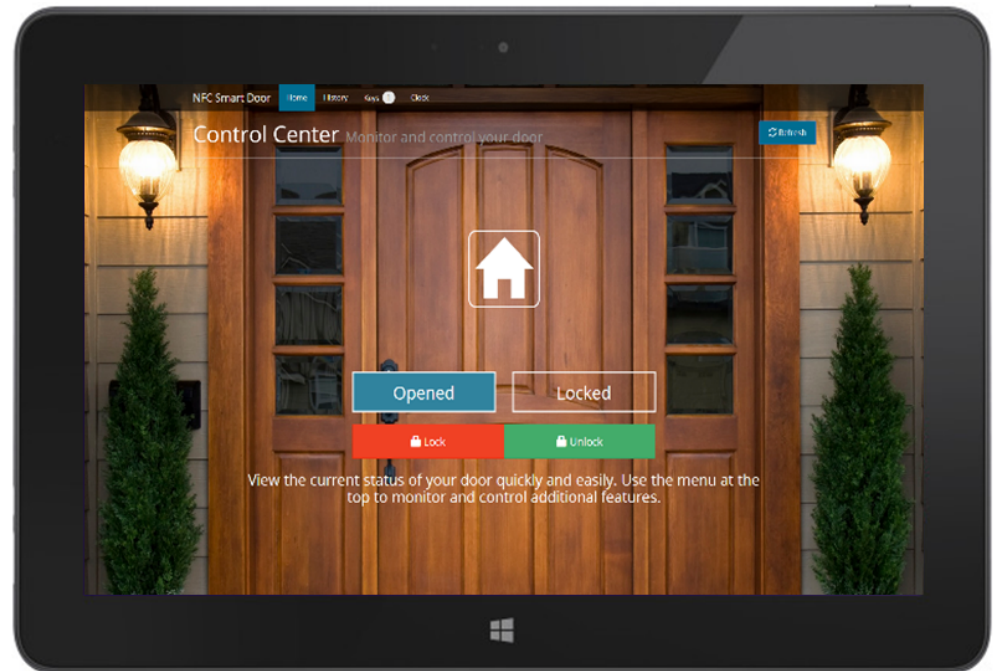 NFC Smart Door Home History Keys Clock
Control Center Monitor and control your door
Refresh
Opened Locked
Lock Unlock
View the current status of your door quickly and easily. Use the menu at the
top to monitor and control additional features.